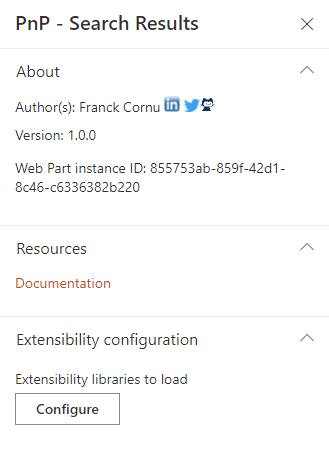 PnP - Search Results
About
Author(s): Franck Cornu in
Version: 1.0.0
Web Part instance ID: 855753ab-859f-42d1-
8c46-c6336382b220
Resources
Documentation
Extensibility configuration
Extensibility libraries to load
Configure